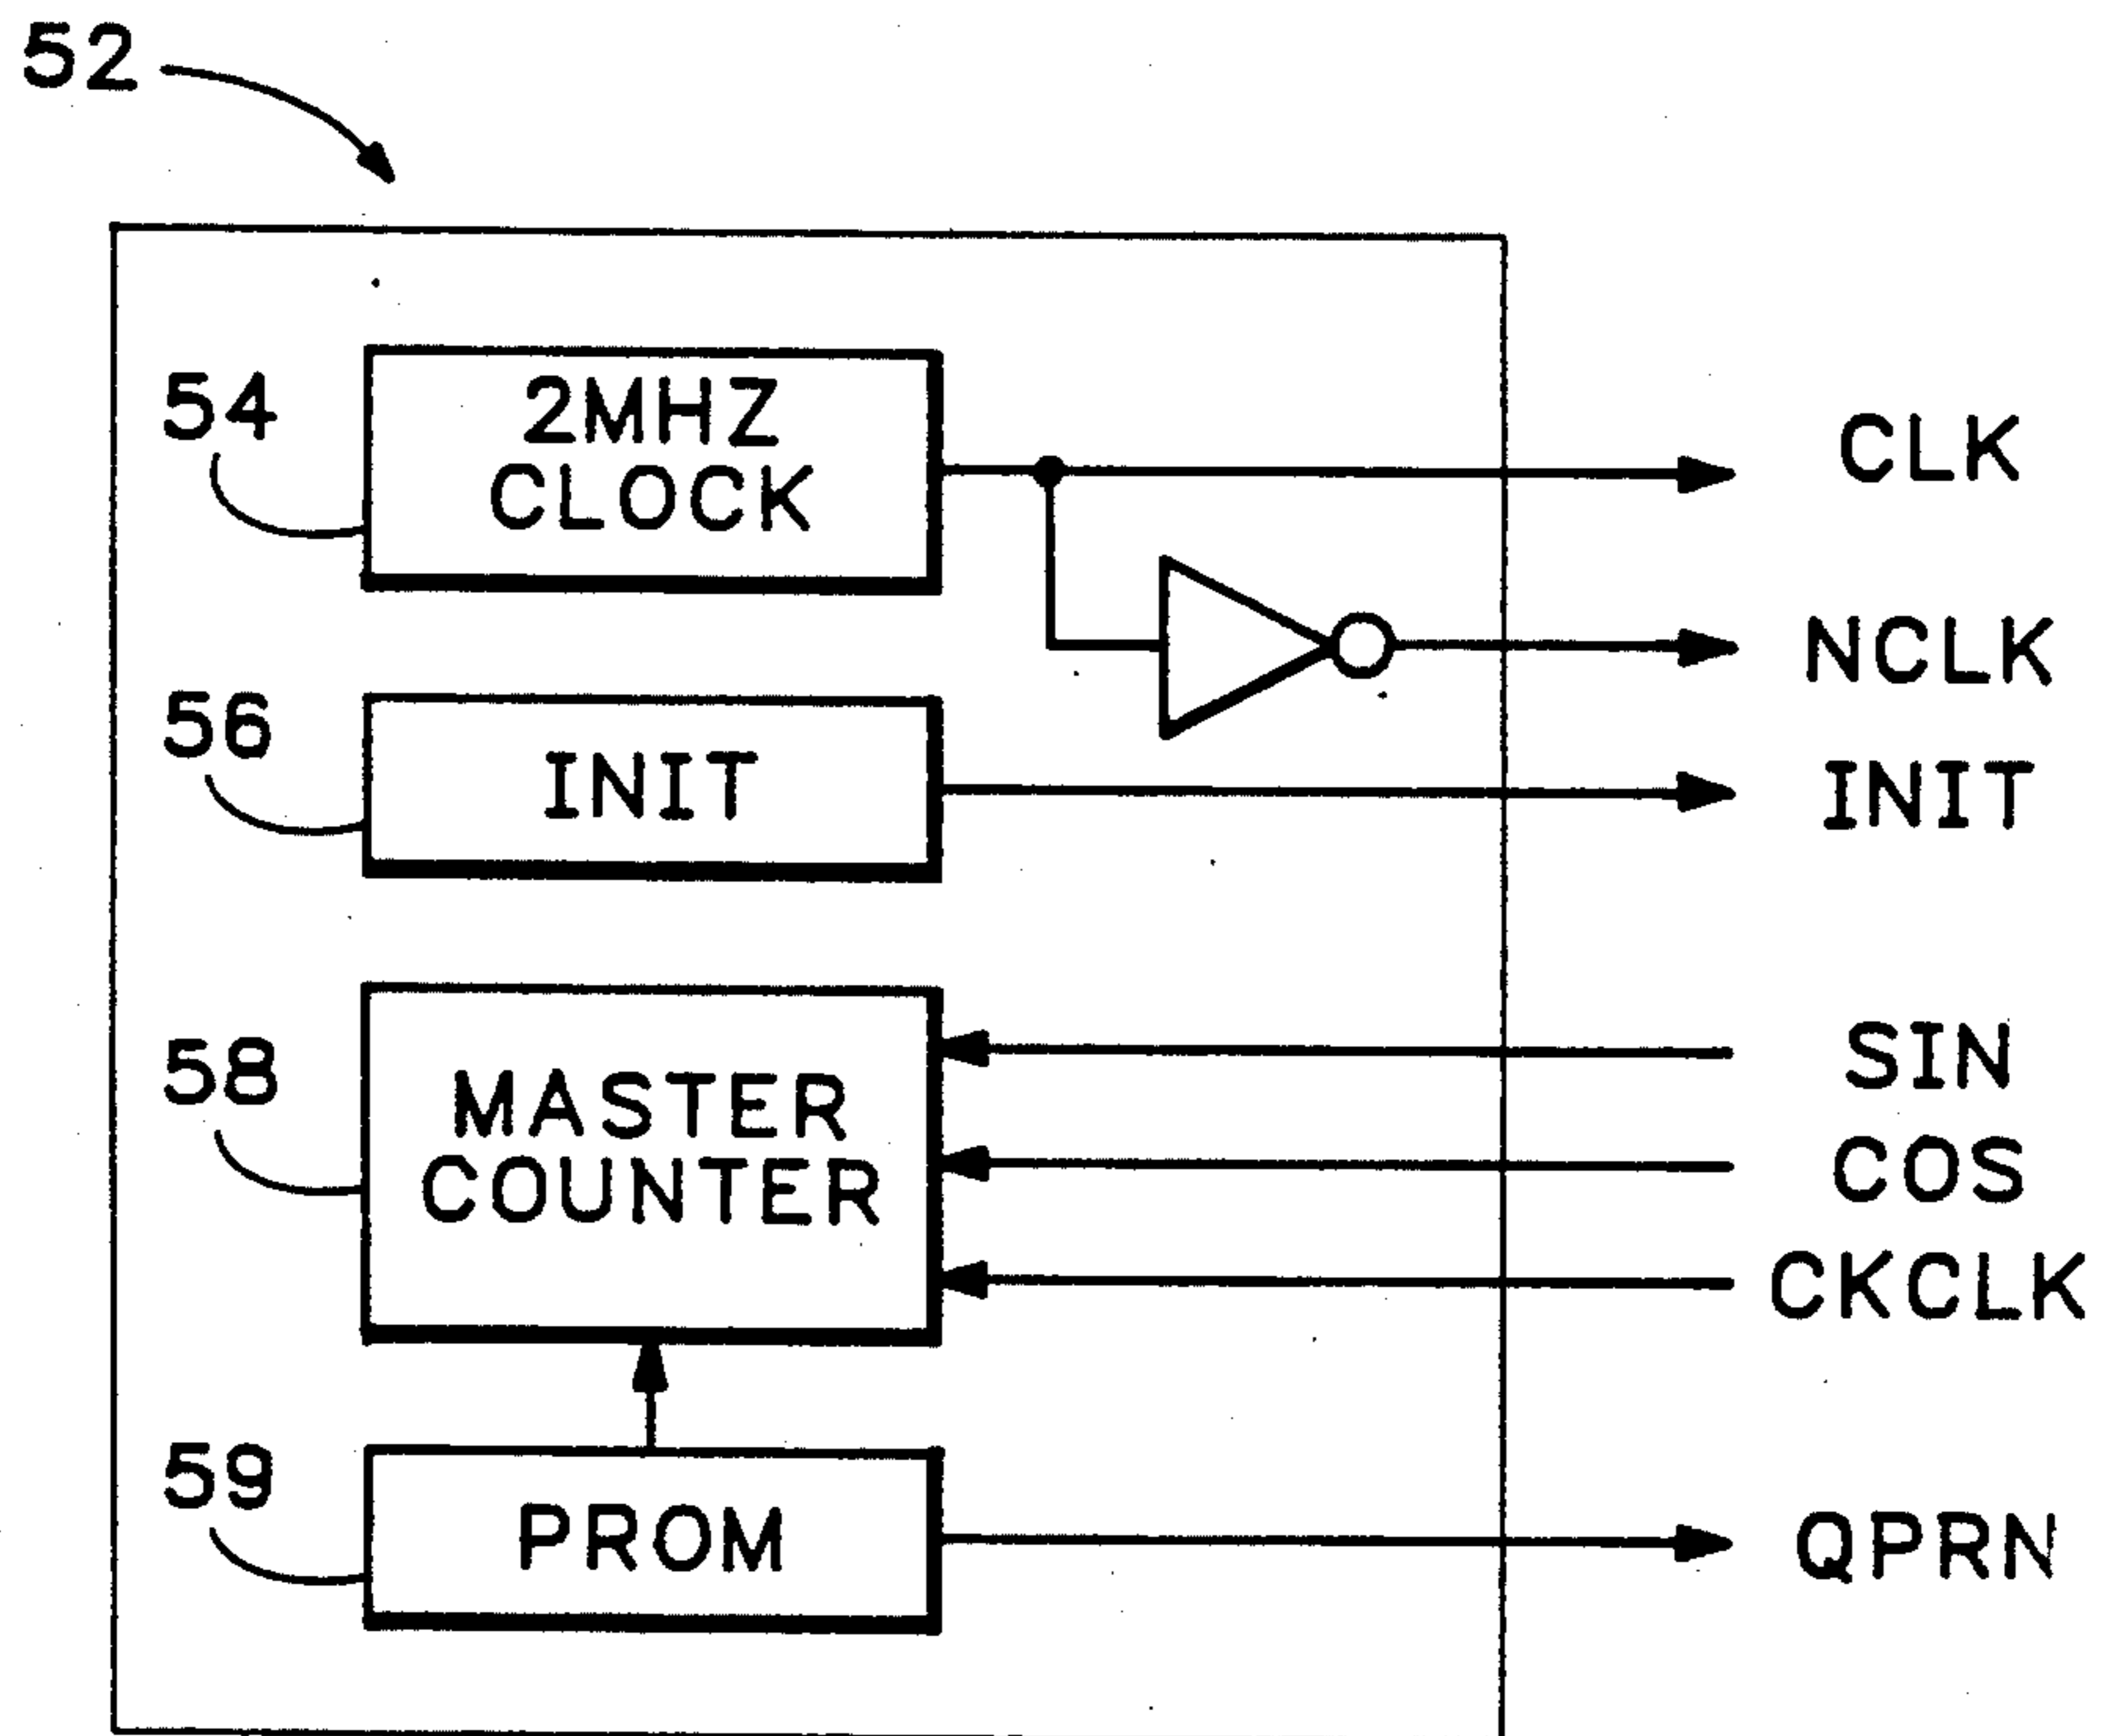 52
54
2MHZ
CLOCK
CLK
NCLK
56
INIT
INIT
58
MASTER
COUNTER
SIN
COS
CKCLK
59
PROM
QPRN